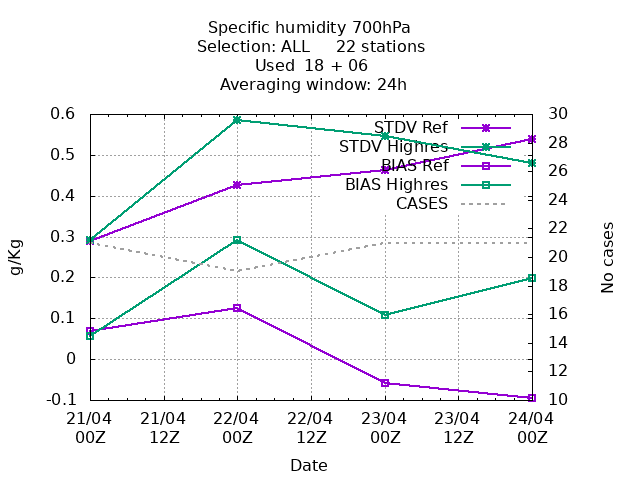 Specific humidity 700hPa
Selection: ALL     22 stations
Used  18 + 06
Averaging window: 24h
g/Kg
No cases
0.6
0.5
0.4
0.3
0.2
0.1
0
-0.1
30
28
26
24
22
20
18
16
14
12
10
STDV Ref
STDV Highres
BIAS Ref
BIAS Highres
CASES
21/04 21/04 22/04 22/04 23/04 23/04 24/04
00Z 12Z 00Z 12Z 00Z 12Z 00Z
Date